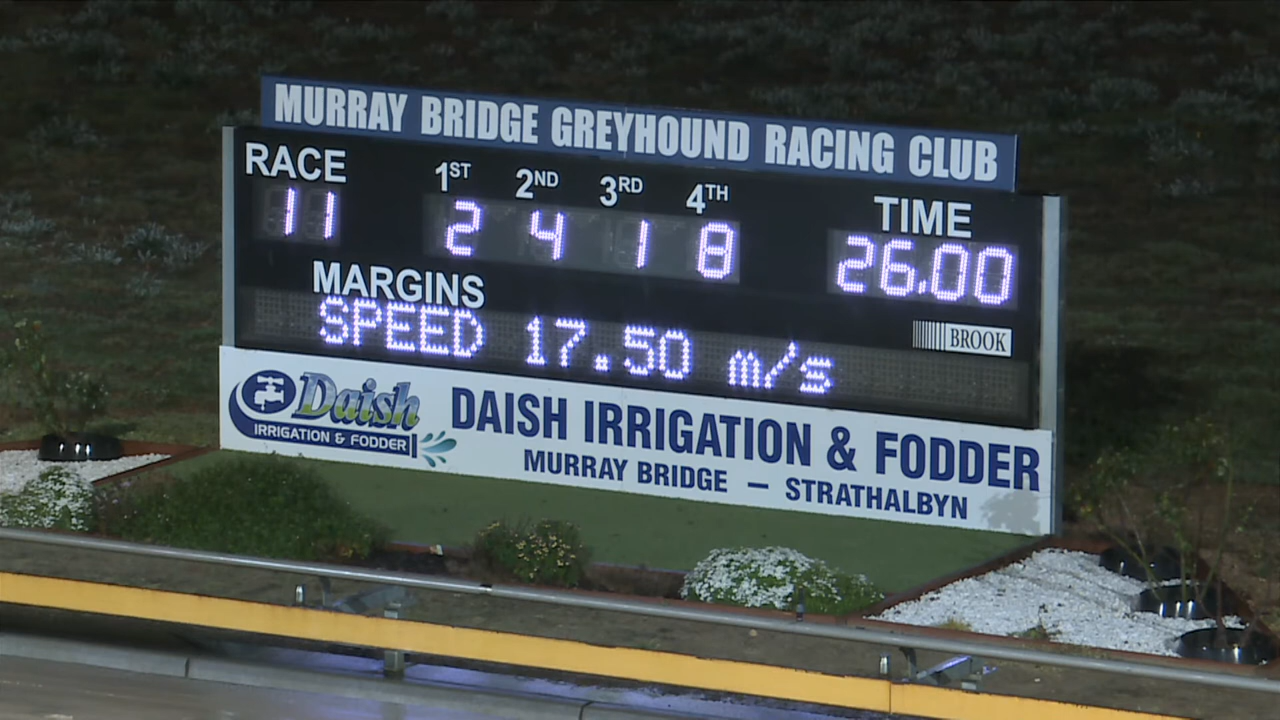 MURRAY BRIDGE GREYHOUND RACING CLUB
RACE 1ST 2ND 3RD 4TH TIME
11 2 4 1 8 26.00
MARGINS
SPEED 17.50 m/s
BROOK
Daish
IRRIGATION & FODDER
DAISH IRRIGATION & FODDER
MURRAY BRIDGE – STRATHALBYN